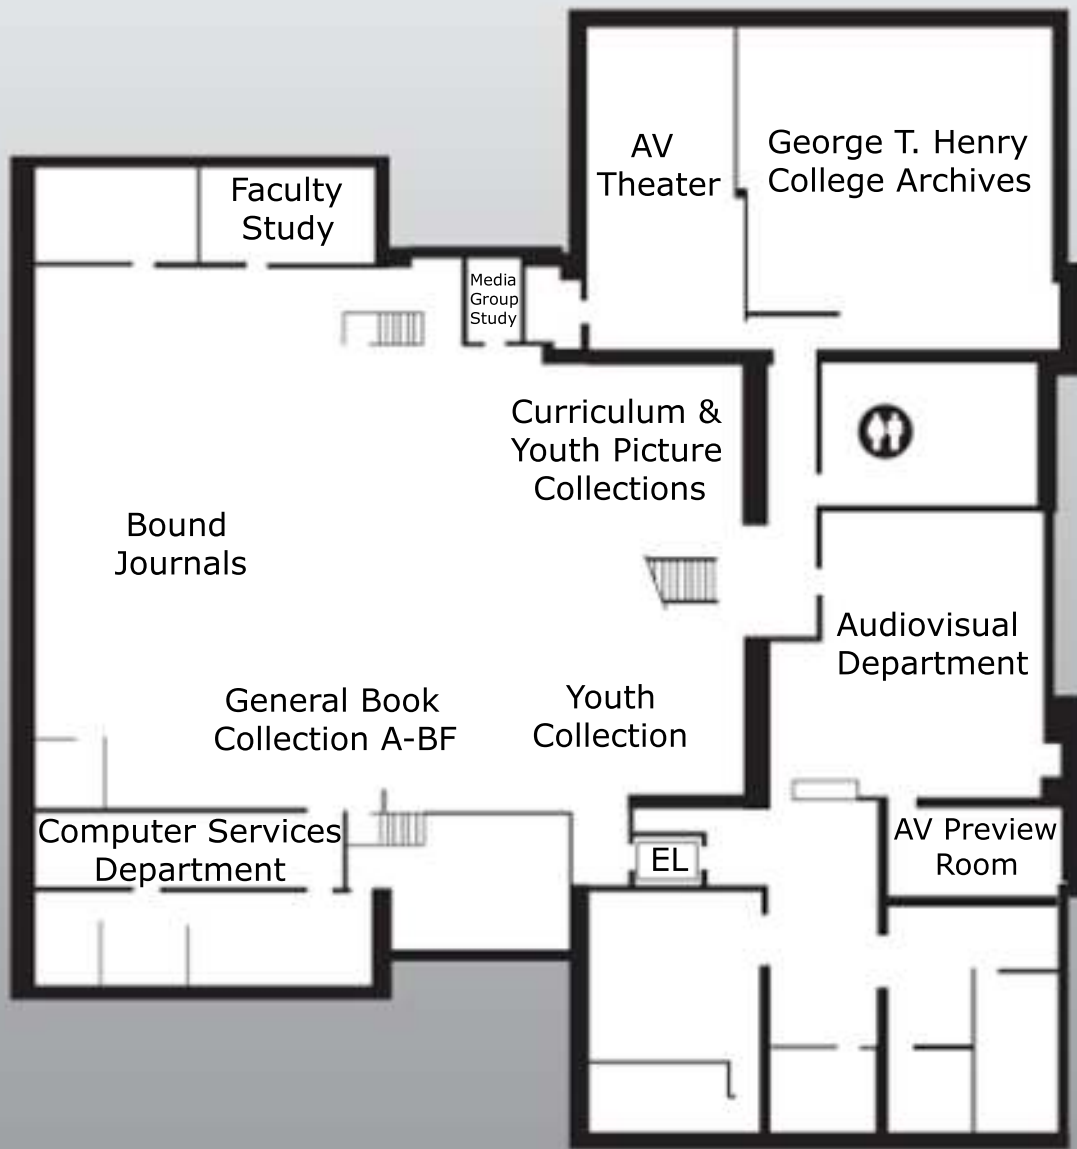 AV
Theater
George T. Henry
College Archives
Faculty
Study
Media
Group
Study
Curriculum &
Youth Picture
Collections
Bound
Journals
Audiovisual
Department
General Book
Collection A-BF
Youth
Collection
Computer Services
Department
EL
AV Preview
Room